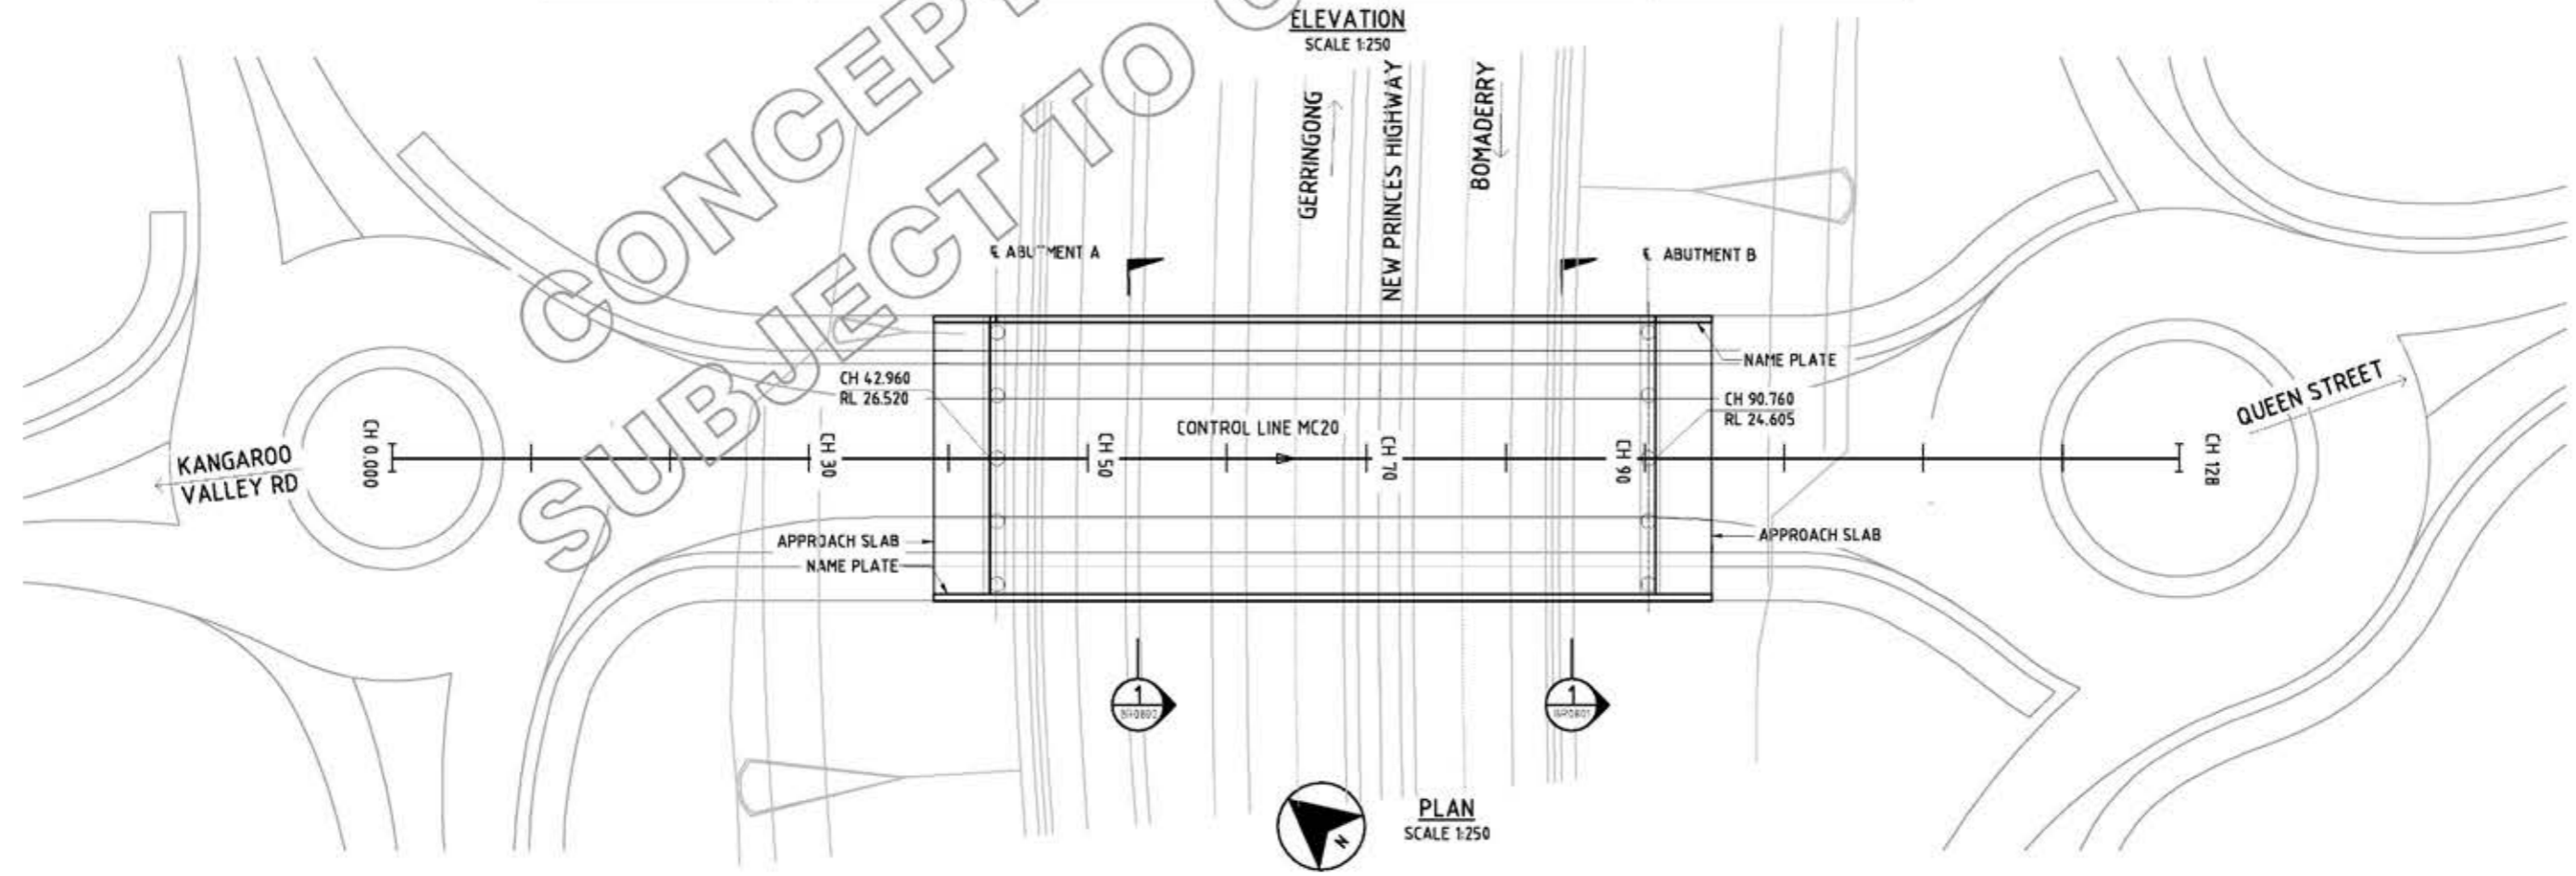 ELEVATION
SCALE 1:250
CONCEPT
SUBJECT TO
GERRINGONG
NEW PRINCES HIGHWAY
BOMADERRY
℄ ABUTMENT A
℄ ABUTMENT B
NAME PLATE
CH 42.960
RL 26.520
CH 90.760
RL 24.605
CONTROL LINE MC20
KANGAROO
VALLEY RD
CH 0.000
CH 30
CH 50
CH 70
CH 90
CH 128
QUEEN STREET
APPROACH SLAB
NAME PLATE
APPROACH SLAB
1
1
N
PLAN
SCALE 1:250